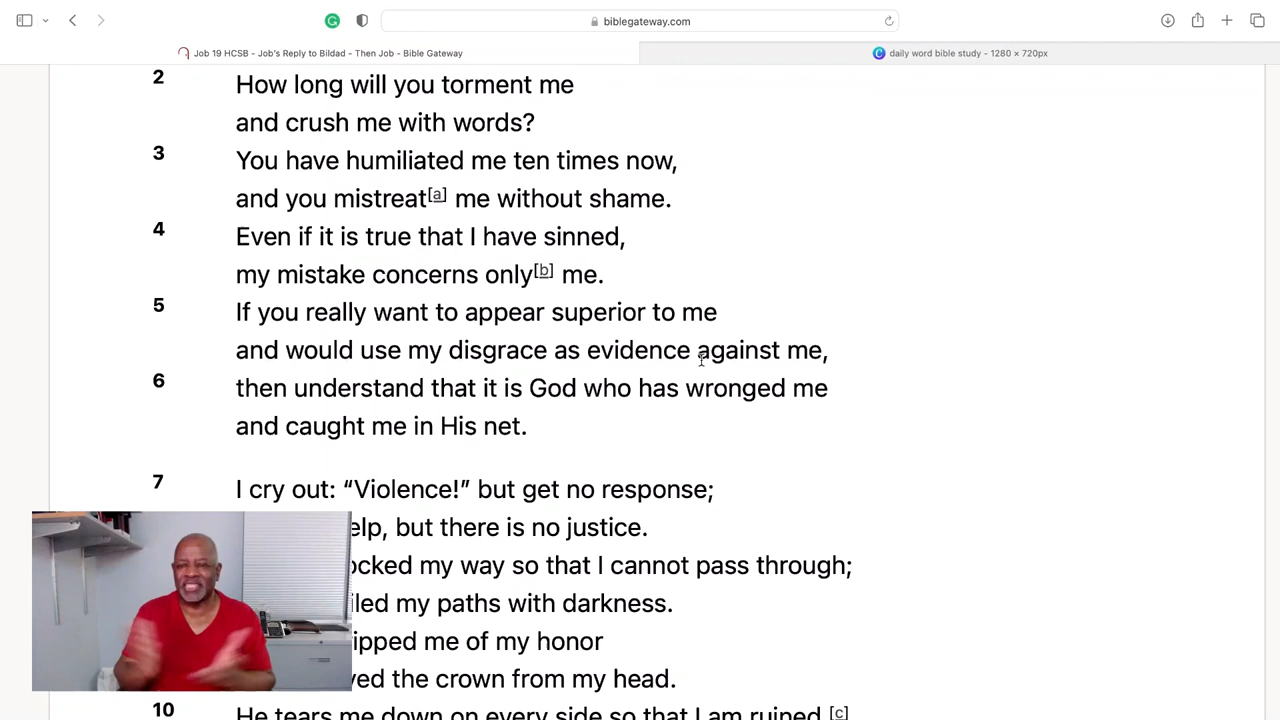 biblegateway.com
Job 19 HCSB - Job's Reply to Bildad - Then Job - Bible Gateway
daily word bible study - 1280 × 720px
2 How long will you torment me
and crush me with words?
3 You have humiliated me ten times now,
and you mistreat[a] me without shame.
4 Even if it is true that I have sinned,
my mistake concerns only[b] me.
5 If you really want to appear superior to me
and would use my disgrace as evidence against me,
6 then understand that it is God who has wronged me
and caught me in His net.
7 I cry out: “Violence!” but get no response;
elp, but there is no justice.
ocked my way so that I cannot pass through;
iled my paths with darkness.
ipped me of my honor
ved the crown from my head.
10 He tears me down on every side so that I am ruined.[c]